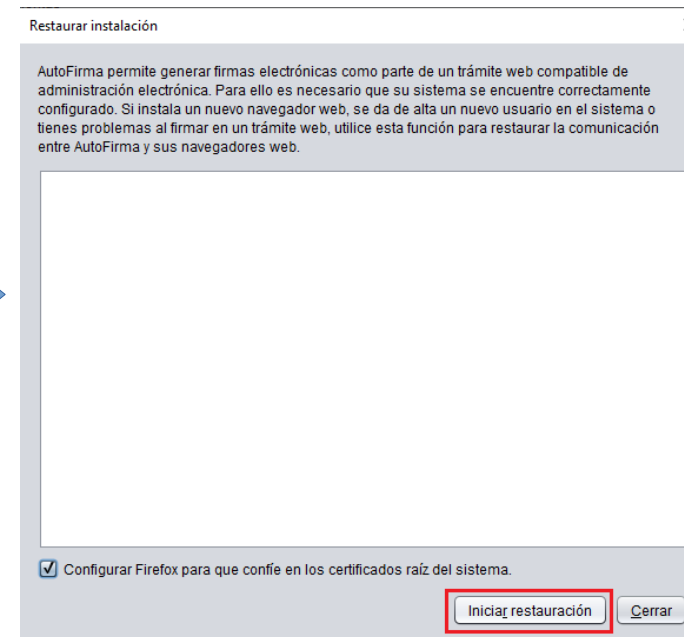 Restaurar instalación
AutoFirma permite generar firmas electrónicas como parte de un trámite web compatible de
administración electrónica. Para ello es necesario que su sistema se encuentre correctamente
configurado. Si instala un nuevo navegador web, se da de alta un nuevo usuario en el sistema o
tienes problemas al firmar en un trámite web, utilice esta función para restaurar la comunicación
entre AutoFirma y sus navegadores web.
Configurar Firefox para que confíe en los certificados raíz del sistema.
Iniciar restauración
Cerrar